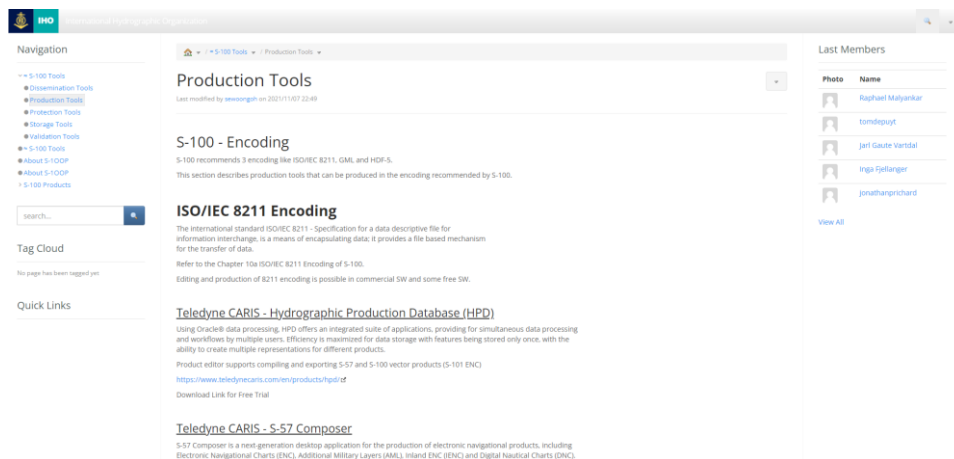 IHO International Hydrographic Organization
Navigation
S-100 Tools
Dissemination Tools
Production Tools
Protection Tools
Storage Tools
Validation Tools
S-100 Tools
About S-1OOP
About S-1OOP
S-100 Products
search...
Tag Cloud
No page has been tagged yet
Quick Links
/ S-100 Tools / Production Tools
Production Tools
Last modified by sewoongoh on 2021/11/07 22:49
S-100 - Encoding
S-100 recommends 3 encoding like ISO/IEC 8211, GML and HDF-5.
This section describes production tools that can be produced in the encoding recommended by S-100.
ISO/IEC 8211 Encoding
The international standard ISO/IEC 8211 - Specification for a data descriptive file for
information interchange, is a means of encapsulating data; it provides a file based mechanism
for the transfer of data.
Refer to the Chapter 10a ISO/IEC 8211 Encoding of S-100.
Editing and production of 8211 encoding is possible in commercial SW and some free SW.
Teledyne CARIS - Hydrographic Production Database (HPD)
Using Oracle® data processing, HPD offers an integrated suite of applications, providing for simultaneous data processing
and workflows by multiple users. Efficiency is maximized for data storage with features being stored only once, with the
ability to create multiple representations for different products.
Product editor supports compiling and exporting S-57 and S-100 vector products (S-101 ENC)
https://www.teledynecaris.com/en/products/hpd/
Download Link for Free Trial
Teledyne CARIS - S-57 Composer
S-57 Composer is a next-generation desktop application for the production of electronic navigational products, including
Electronic Navigational Charts (ENC), Additional Military Layers (AML), Inland ENC (IENC) and Digital Nautical Charts (DNC).
Last Members
Photo Name
Raphael Malyankar
tomdepuyt
Jarl Gaute Varldal
Inga Fjellanger
jonathanprichard
View All